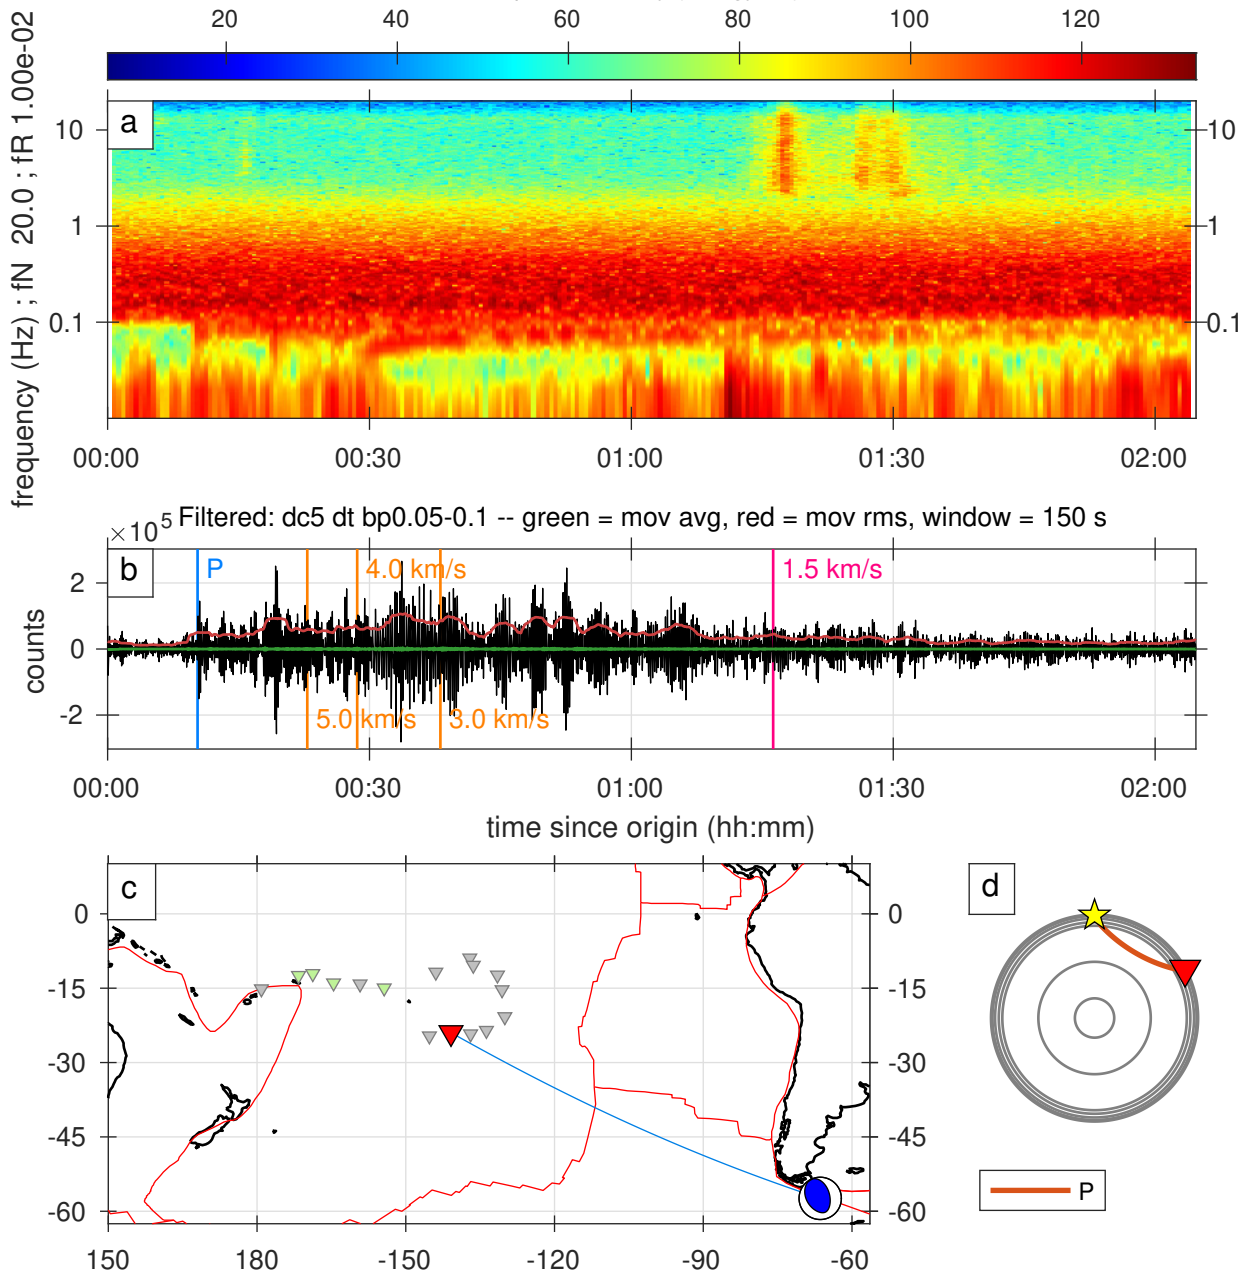 20 40 60 80 100 120
frequency (Hz) ; fN 20.0 ; fR 1.00e-02
a
10 10
1 1
0.1 0.1
00:00 00:30 01:00 01:30 02:00
×10^5 Filtered: dc5 dt bp0.05-0.1 -- green = mov avg, red = mov rms, window = 150 s
b
P 4.0 km/s 1.5 km/s
5.0 km/s 3.0 km/s
counts
2
0
-2
00:00 00:30 01:00 01:30 02:00
time since origin (hh:mm)
c
0 0
-15 -15
-30 -30
-45 -45
-60 -60
150 180 -150 -120 -90 -60
d
P